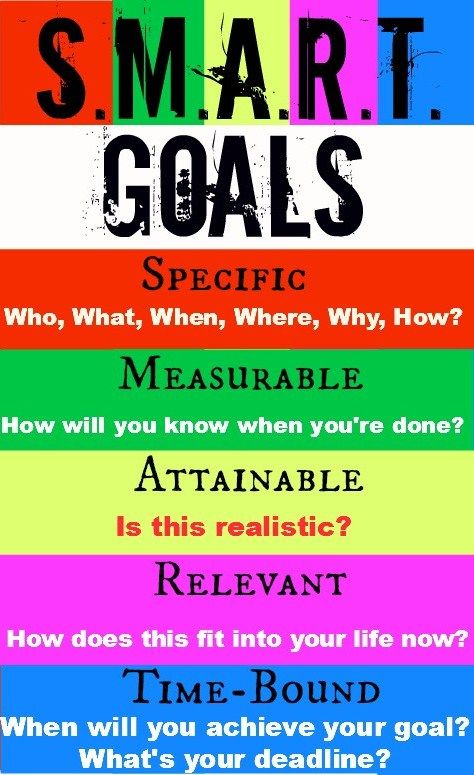 S.M.A.R.T.
GOALS
Specific
Who, What, When, Where, Why, How?
Measurable
How will you know when you're done?
Attainable
Is this realistic?
Relevant
How does this fit into your life now?
Time-Bound
When will you achieve your goal?
What's your deadline?